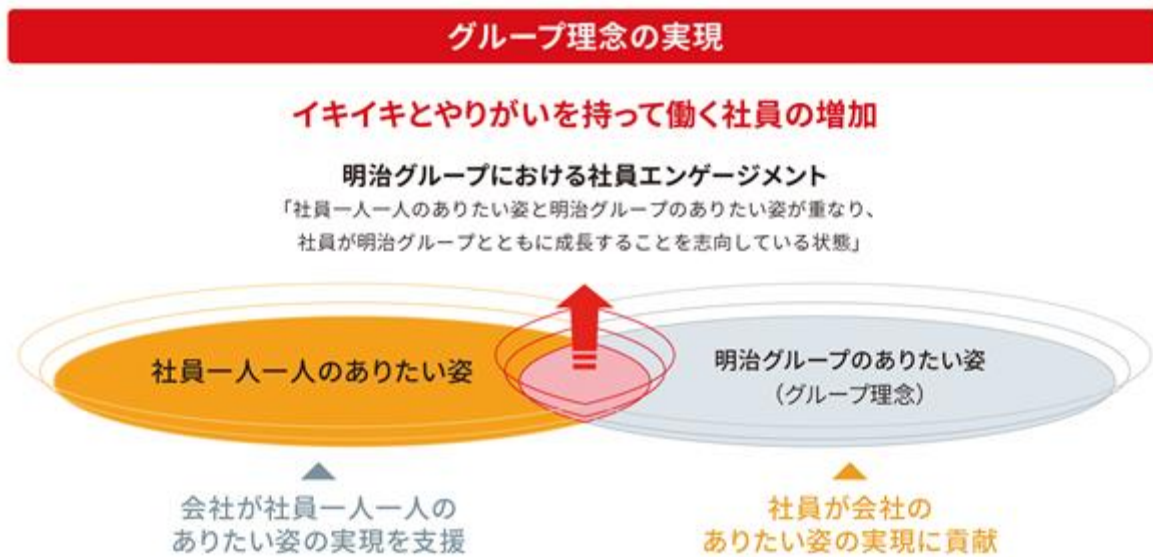 グループ理念の実現
イキイキとやりがいを持って働く社員の増加
明治グループにおける社員エンゲージメント
「社員一人一人のありたい姿と明治グループのありたい姿が重なり、
社員が明治グループとともに成長することを志向している状態」
社員一人一人のありたい姿
明治グループのありたい姿
（グループ理念）
会社が社員一人一人の
ありたい姿の実現を支援
社員が会社の
ありたい姿の実現に貢献